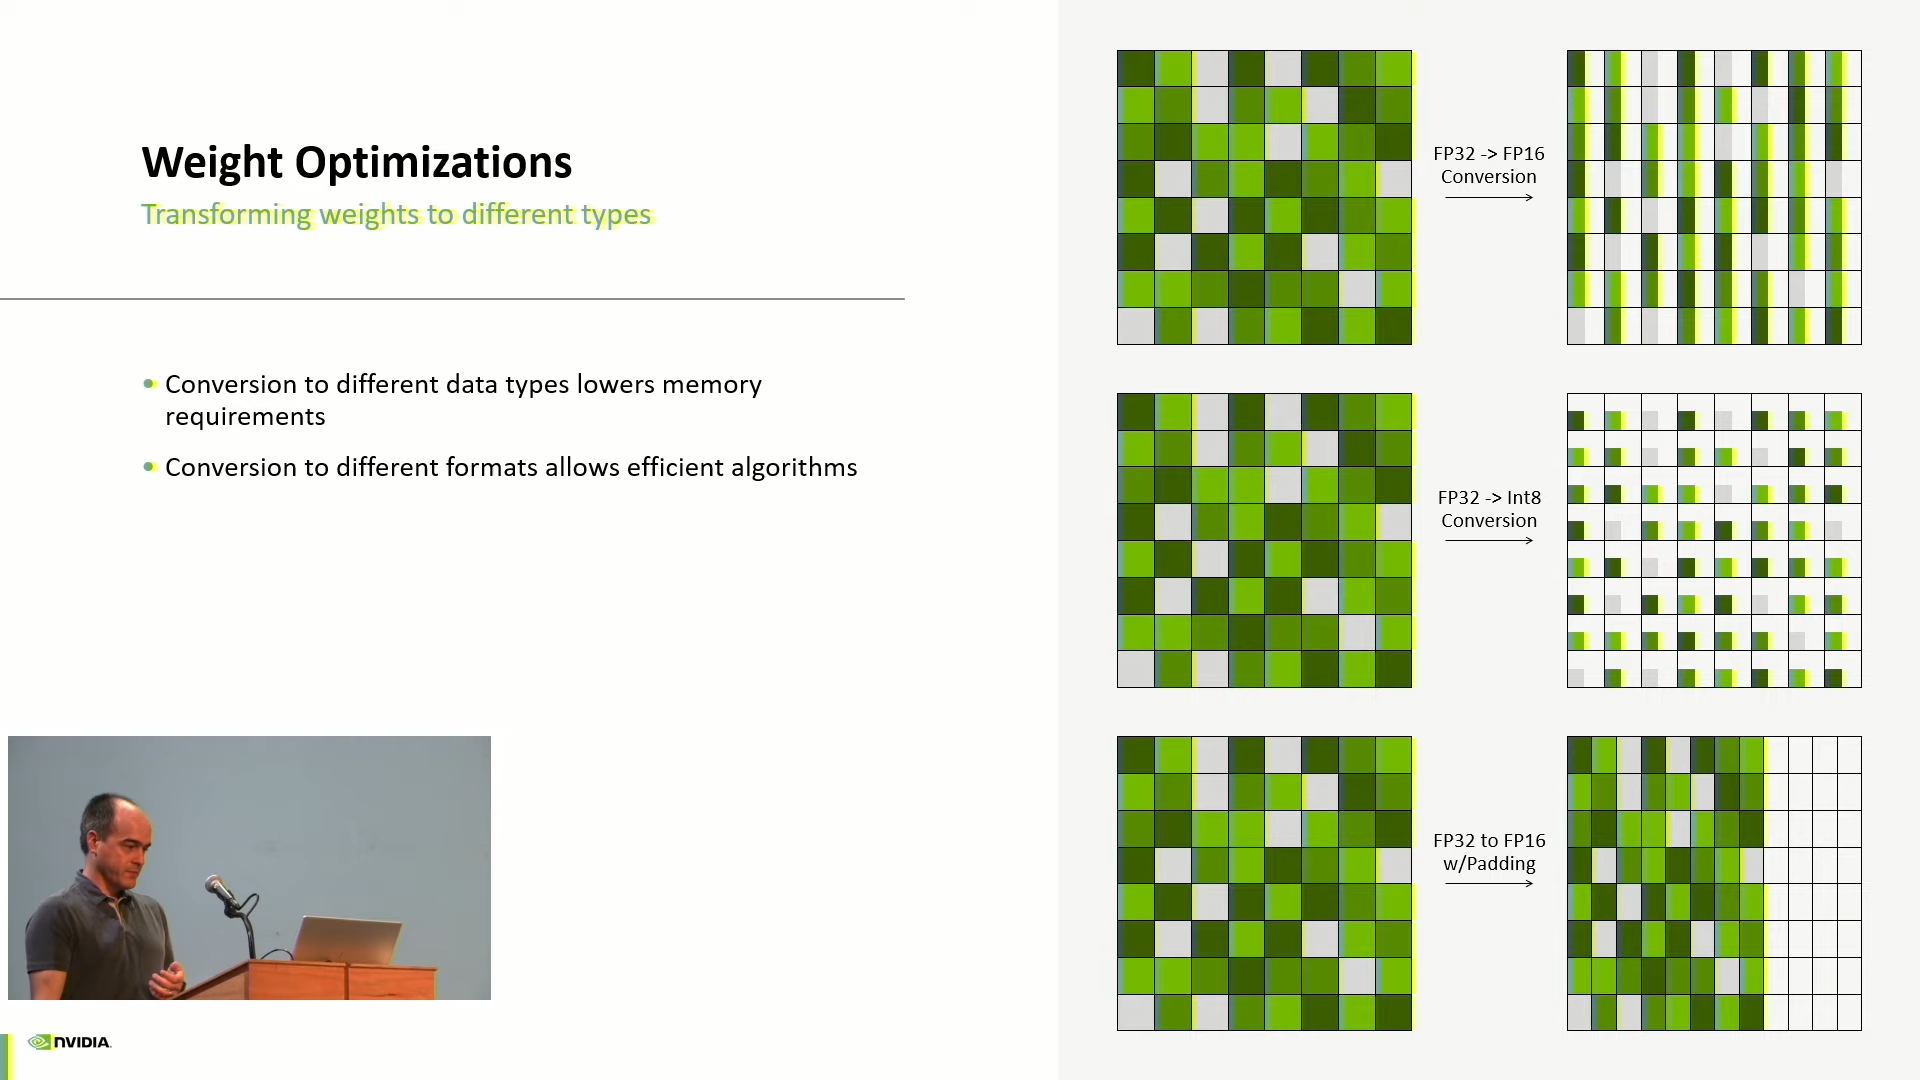 Weight Optimizations
Transforming weights to different types
• Conversion to different data types lowers memory
requirements
• Conversion to different formats allows efficient algorithms
FP32 -> FP16
Conversion
FP32 -> Int8
Conversion
FP32 to FP16
w/Padding
NVIDIA.